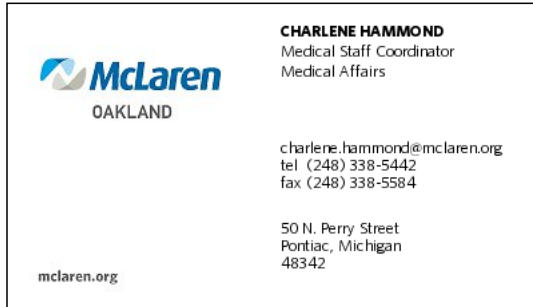 McLaren
OAKLAND
mclaren.org
CHARLENE HAMMOND
Medical Staff Coordinator
Medical Affairs
charlene.hammond@mclaren.org
tel (248) 338-5442
fax (248) 338-5584
50 N. Perry Street
Pontiac, Michigan
48342